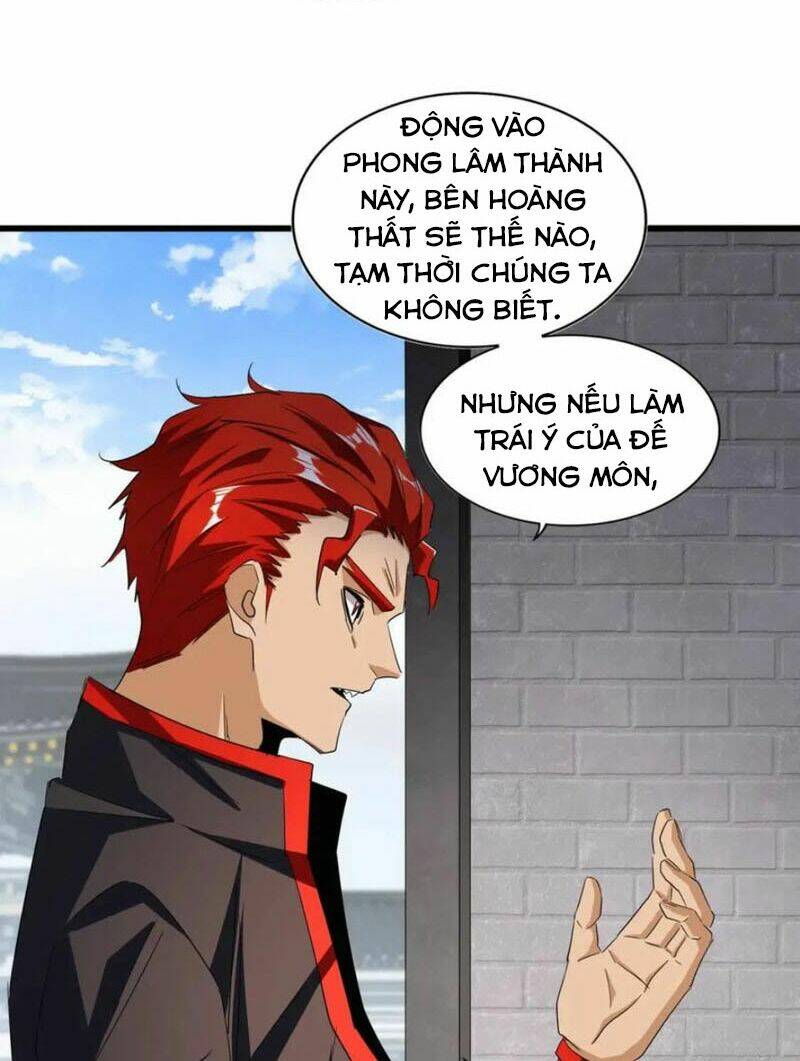 ĐỘNG VÀO
PHONG LÂM THÀNH
NÀY, BÊN HOÀNG
THẤT SẼ THẾ NÀO,
TẠM THỜI CHÚNG TA
KHÔNG BIẾT.
NHƯNG NẾU LÀM
TRÁI Ý CỦA ĐẾ
VƯƠNG MÔN,